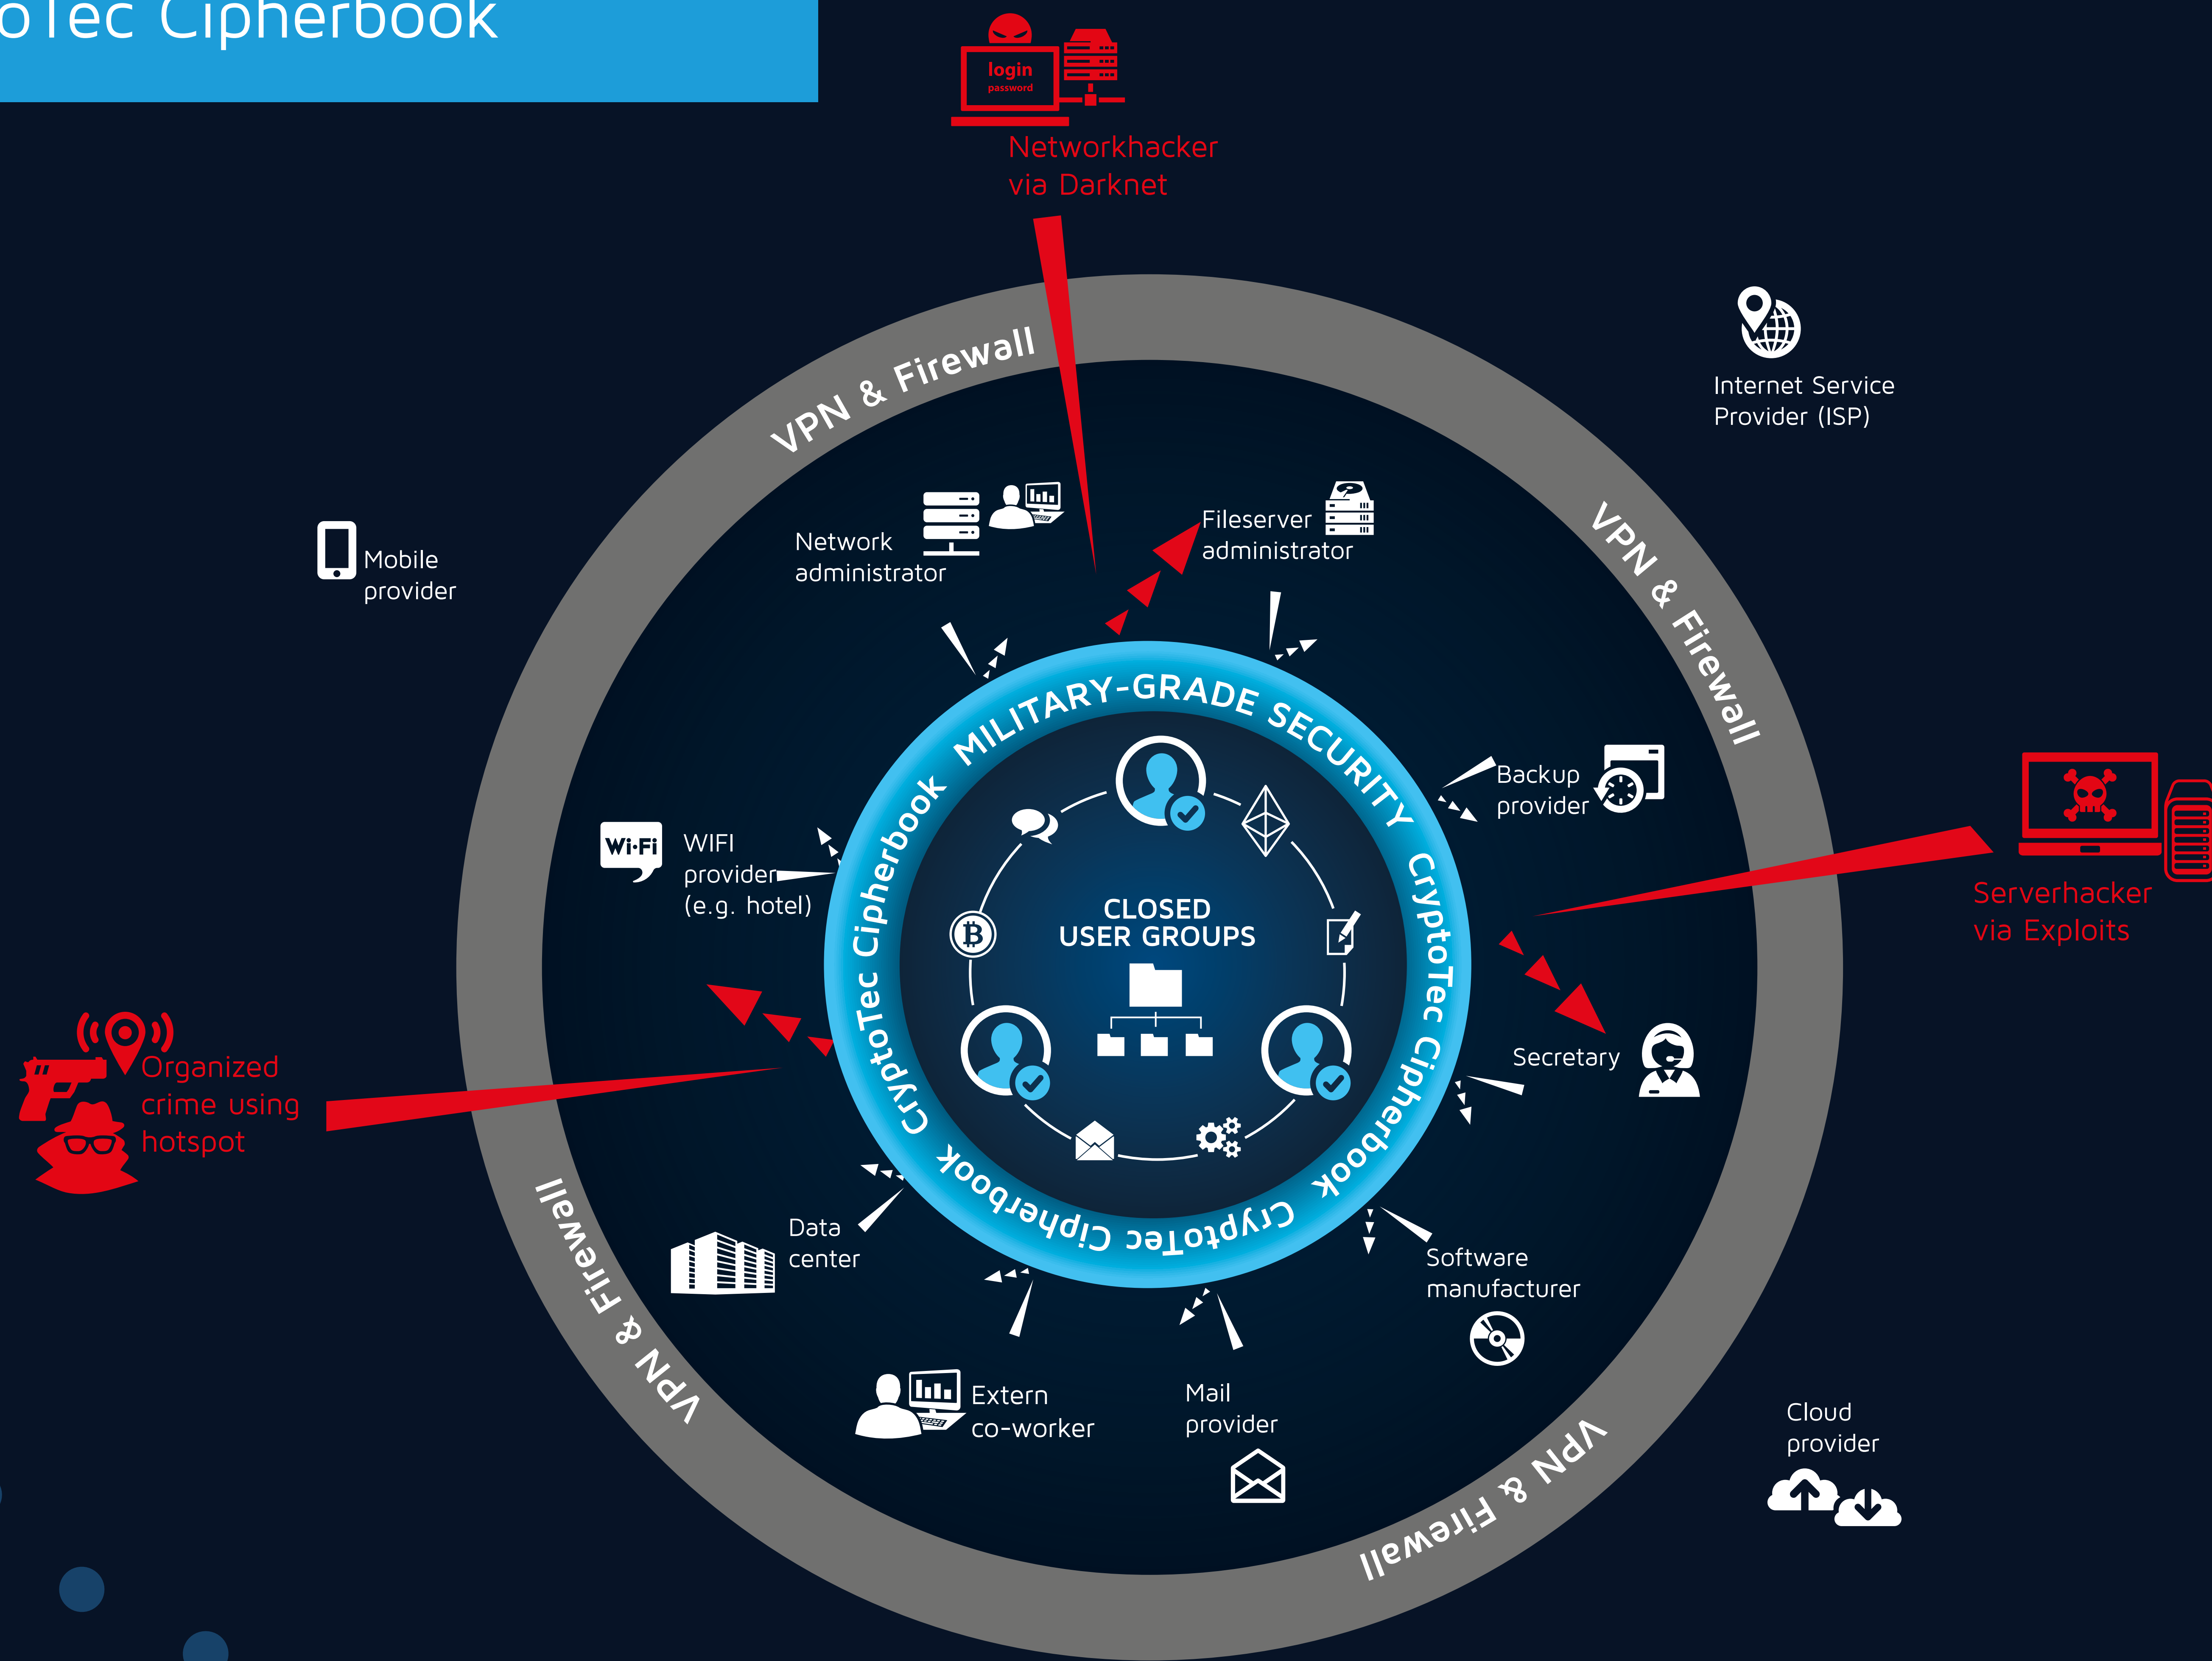 oTec Cipherbook
login
password
Networkhacker
via Darknet
Internet Service
Provider (ISP)
Mobile
provider
VPN & Firewall
VPN & Firewall
Network
administrator
Fileserver
administrator
MILITARY-GRADE SECURITY
CryptoTec Cipherbook
CryptoTec Cipherbook
CryptoTec Cipherbook
Backup
provider
Wi-Fi
WIFI
provider
(e.g. hotel)
B
CLOSED
USER GROUPS
Serverhacker
via Exploits
Secretary
Organized
crime using
hotspot
Data
center
Software
manufacturer
Extern
co-worker
Mail
provider
Cloud
provider
VPN & Firewall
VPN & Firewall